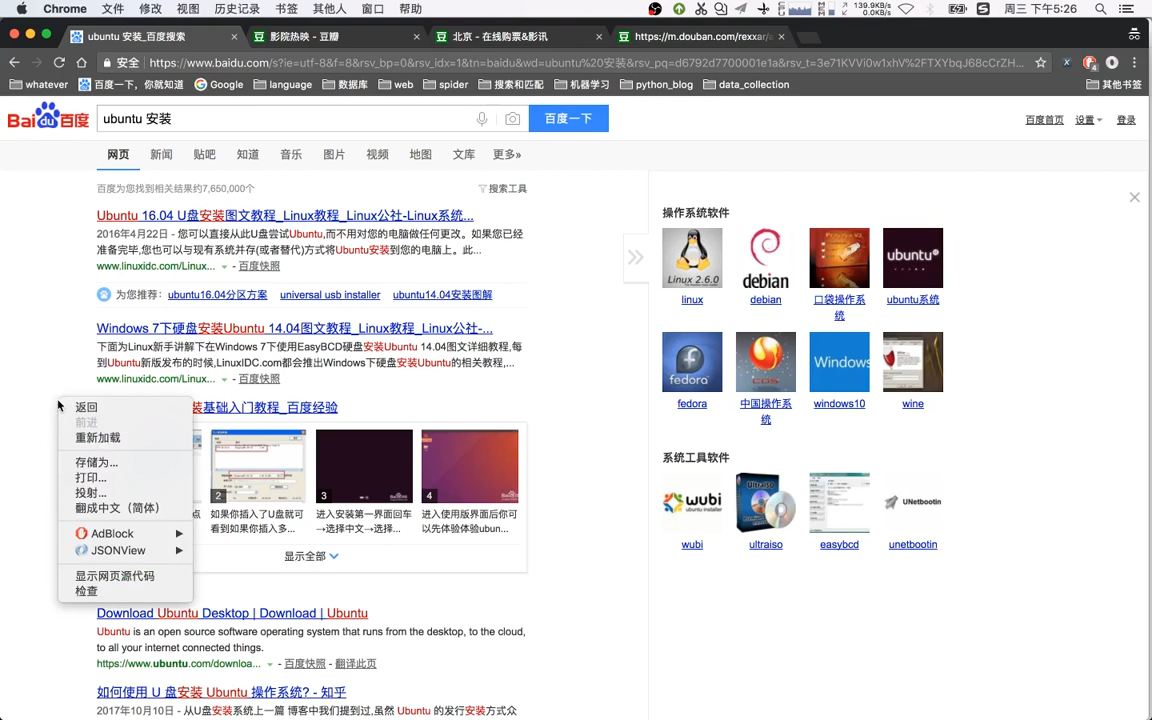 Chrome 文件 修改 视图 历史记录 书签 其他人 窗口 帮助 139.9KB/s 0.0KB/s 周三 下午5:26
ubuntu 安装_百度搜索 影院热映 - 豆瓣 北京 - 在线购票&影讯 https://m.douban.com/rexxar/
安全 https://www.baidu.com/s?ie=utf-8&f=8&rsv_bp=0&rsv_idx=1&tn=baidu&wd=ubuntu%20安装&rsv_pq=d6792d7700001e1a&rsv_t=3e71KVVi0w1xhV%2FTXYbqJ68cCrZH...
whatever 百度一下，你就知道 Google language 数据库 web spider 搜索和匹配 机器学习 python_blog data_collection 其他书签
Bai du 百度 ubuntu 安装 百度一下 百度首页 设置 登录
网页 新闻 贴吧 知道 音乐 图片 视频 地图 文库 更多»
百度为您找到相关结果约7,650,000个 搜索工具
Ubuntu 16.04 U盘安装图文教程_Linux教程_Linux公社-Linux系统...
2016年4月22日 - 您可以直接从此U盘尝试Ubuntu,而不用对您的电脑做任何更改。如果您已经
准备完毕,您也可以与现有系统并存(或者替代)方式将Ubuntu安装到您的电脑上。此...
www.linuxidc.com/Linux... - 百度快照
为您推荐： ubuntu16.04分区方案 universal usb installer ubuntu14.04安装图解
Windows 7下硬盘安装Ubuntu 14.04图文教程_Linux教程_Linux公社-...
下面为Linux新手讲解下在Windows 7下使用EasyBCD硬盘安装Ubuntu 14.04图文详细教程,每
到Ubuntu新版发布的时候,LinuxIDC.com都会推出Windows下硬盘安装Ubuntu的相关教程,...
www.linuxidc.com/Linux... - 百度快照
装基础入门教程_百度经验
2 3 4
点 如果你插入了U盘就可 进入安装第一界面回车 进入使用版界面后你可
以看到如果你插入多... →选择中文→选择... 以先体验体验ubun...
显示全部
Download Ubuntu Desktop | Download | Ubuntu
Ubuntu is an open source software operating system that runs from the desktop, to the cloud,
to all your internet connected things.
https://www.ubuntu.com/downloa... - 百度快照 - 翻译此页
如何使用 U 盘安装 Ubuntu 操作系统? - 知乎
2017年10月10日 - 从U盘安装系统上一篇 博客中我们提到过,虽然 Ubuntu 的发行安装方式众
返回
前进
重新加载
存储为...
打印...
投射...
翻成中文（简体）
AdBlock
JSONView
显示网页源代码
检查
操作系统软件
Linux 2.6.0 debian ubuntu
linux debian 口袋操作系 ubuntu系统
统
fedora COS Windows
fedora 中国操作系 windows10 wine
统
系统工具软件
wubi ubuntu installer UltraISO UNetbootin
wubi ultraiso easybcd unetbootin